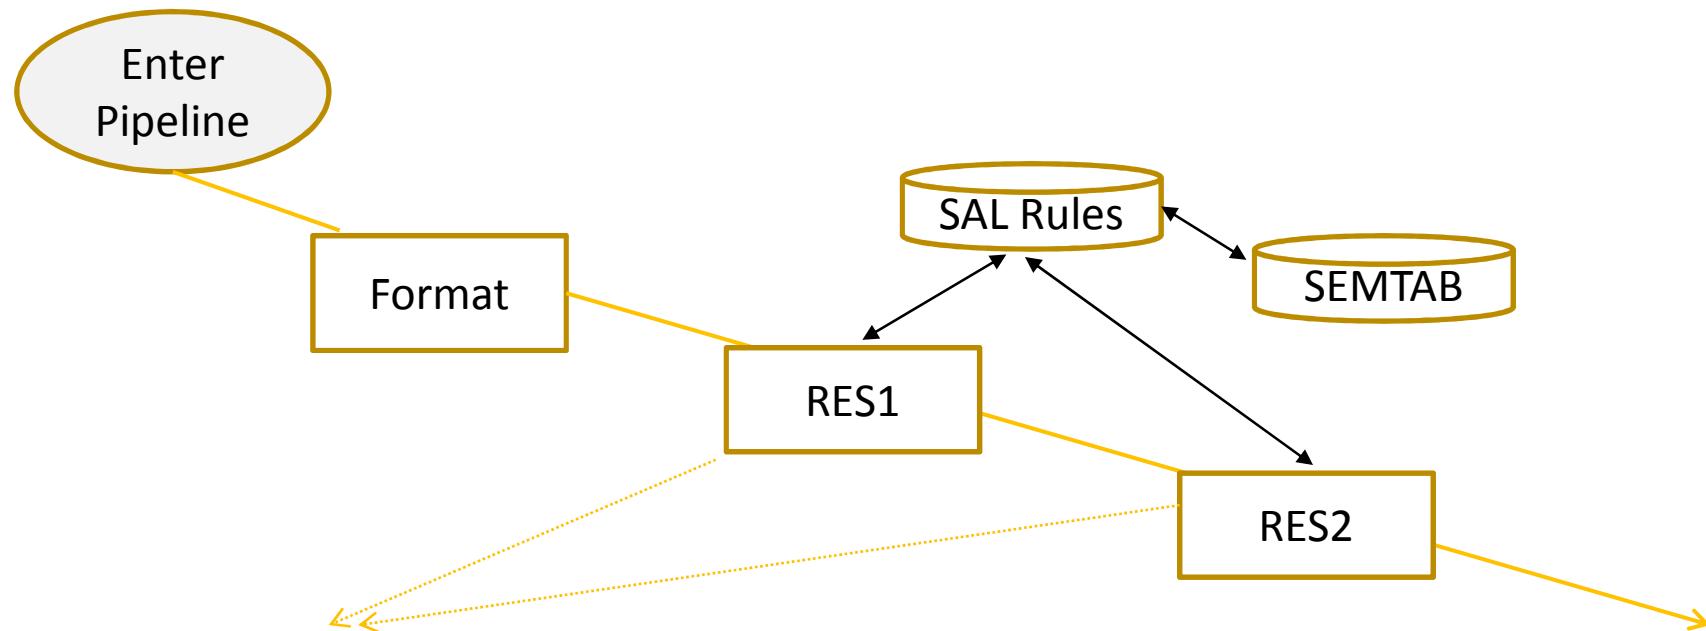 Enter
Pipeline
SAL Rules
SEMTAB
Format
RES1
RES2